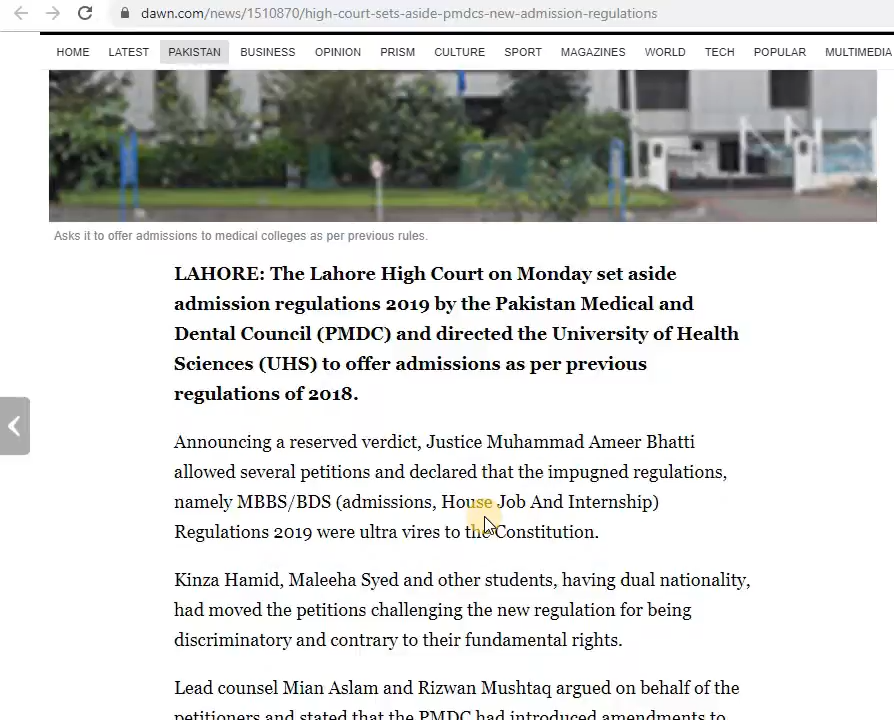 dawn.com/news/1510870/high-court-sets-aside-pmdcs-new-admission-regulations
HOME LATEST PAKISTAN BUSINESS OPINION PRISM CULTURE SPORT MAGAZINES WORLD TECH POPULAR MULTIMEDIA
Asks it to offer admissions to medical colleges as per previous rules.
LAHORE: The Lahore High Court on Monday set aside
admission regulations 2019 by the Pakistan Medical and
Dental Council (PMDC) and directed the University of Health
Sciences (UHS) to offer admissions as per previous
regulations of 2018.
Announcing a reserved verdict, Justice Muhammad Ameer Bhatti
allowed several petitions and declared that the impugned regulations,
namely MBBS/BDS (admissions, House Job And Internship)
Regulations 2019 were ultra vires to the Constitution.
Kinza Hamid, Maleeha Syed and other students, having dual nationality,
had moved the petitions challenging the new regulation for being
discriminatory and contrary to their fundamental rights.
Lead counsel Mian Aslam and Rizwan Mushtaq argued on behalf of the
petitioners and stated that the PMDC had introduced amendments to